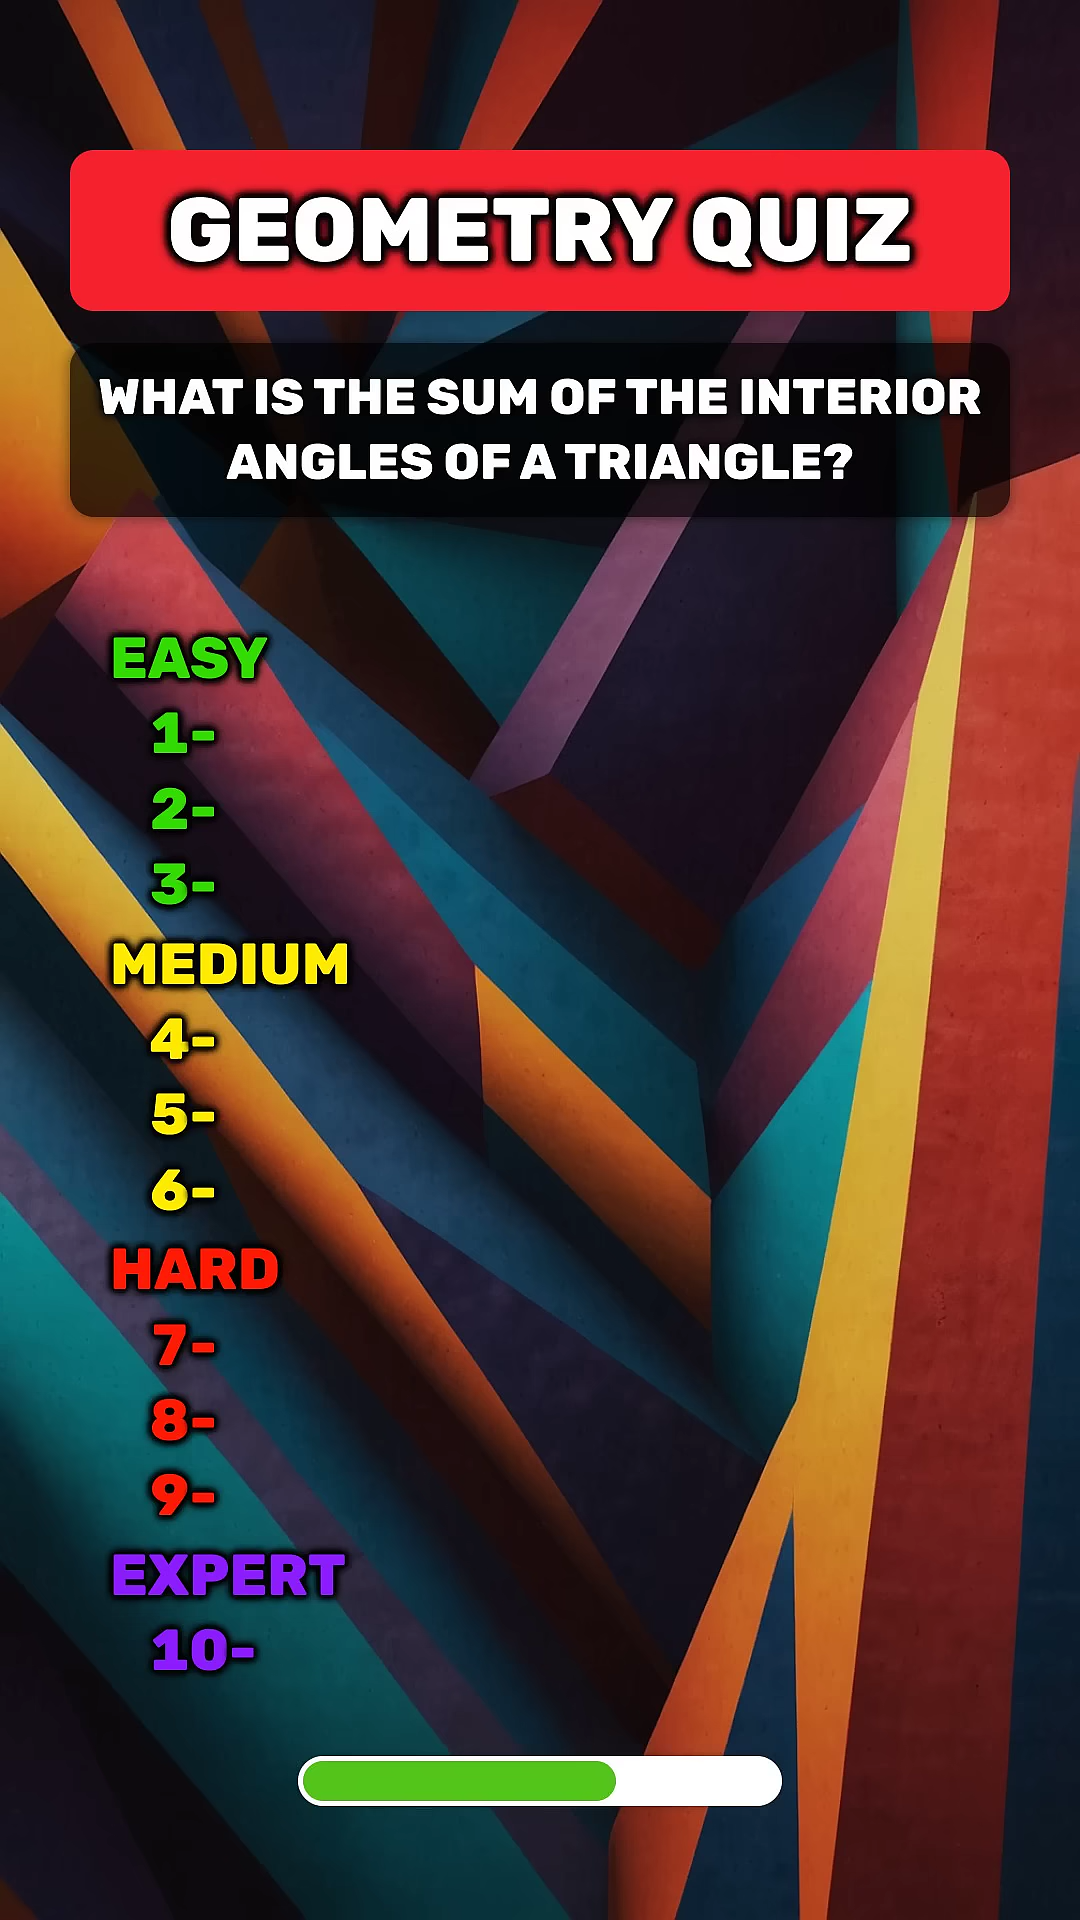 GEOMETRY QUIZ
WHAT IS THE SUM OF THE INTERIOR
ANGLES OF A TRIANGLE?
EASY
1-
2-
3-
MEDIUM
4-
5-
6-
HARD
7-
8-
9-
EXPERT
10-